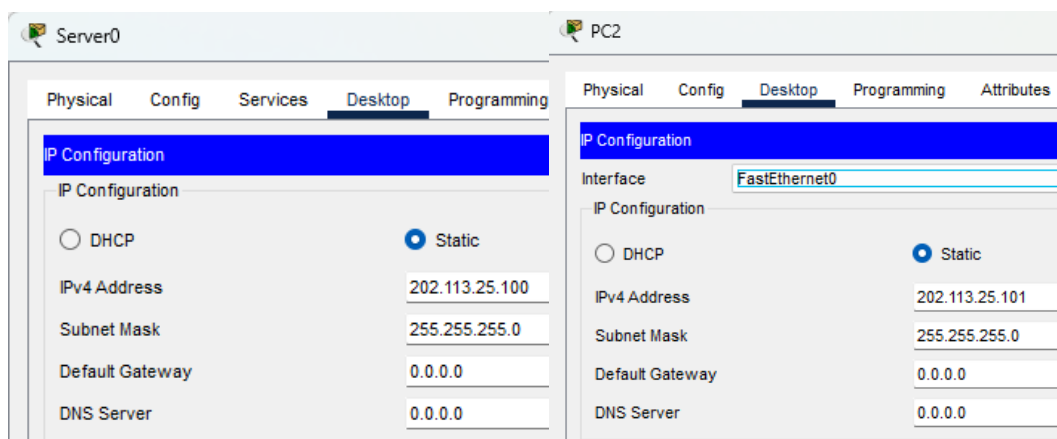 Server0
Physical Config Services Desktop Programming
IP Configuration
IP Configuration
DHCP Static
IPv4 Address 202.113.25.100
Subnet Mask 255.255.255.0
Default Gateway 0.0.0.0
DNS Server 0.0.0.0
PC2
Physical Config Desktop Programming Attributes
IP Configuration
Interface FastEthernet0
IP Configuration
DHCP Static
IPv4 Address 202.113.25.101
Subnet Mask 255.255.255.0
Default Gateway 0.0.0.0
DNS Server 0.0.0.0